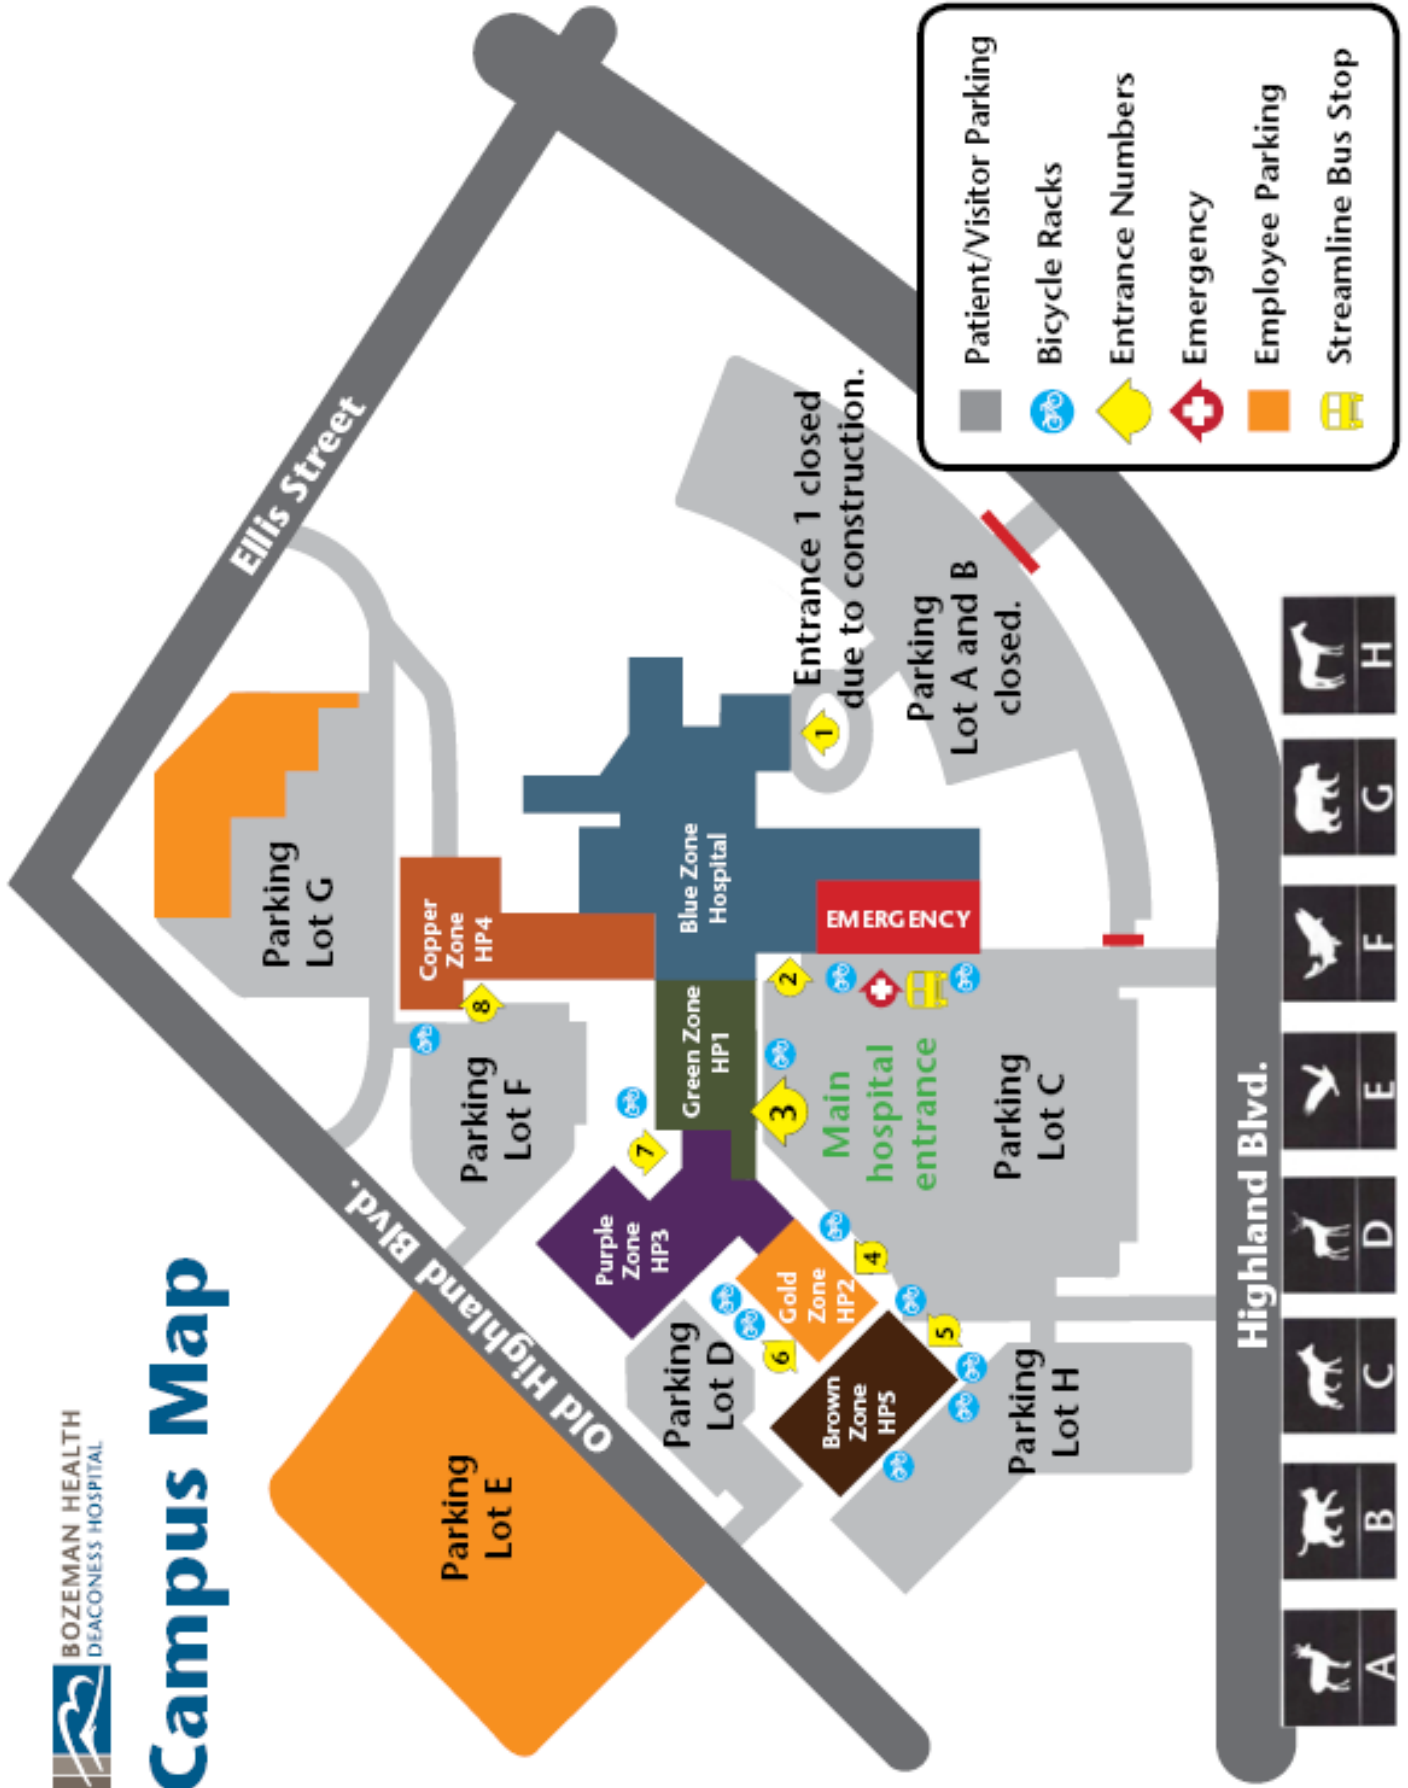 BOZEMAN HEALTH
DEACONESS HOSPITAL
Campus Map
Ellis Street
Old Highland Blvd.
Highland Blvd.
Parking
Lot G
Copper
Zone
HP4
8
Parking
Lot F
Blue Zone
Hospital
Green Zone
HP1
7
Purple
Zone
HP3
Parking
Lot E
Parking
Lot D
6
Gold
Zone
HP2
Brown
Zone
HP5
4
5
3
2
EMERGENCY
Main
hospital
entrance
Parking
Lot C
Parking
Lot H
1
Entrance 1 closed
due to construction.
Parking
Lot A and B
closed.
Patient/Visitor Parking
Bicycle Racks
Entrance Numbers
Emergency
Employee Parking
Streamline Bus Stop
A
B
C
D
E
F
G
H